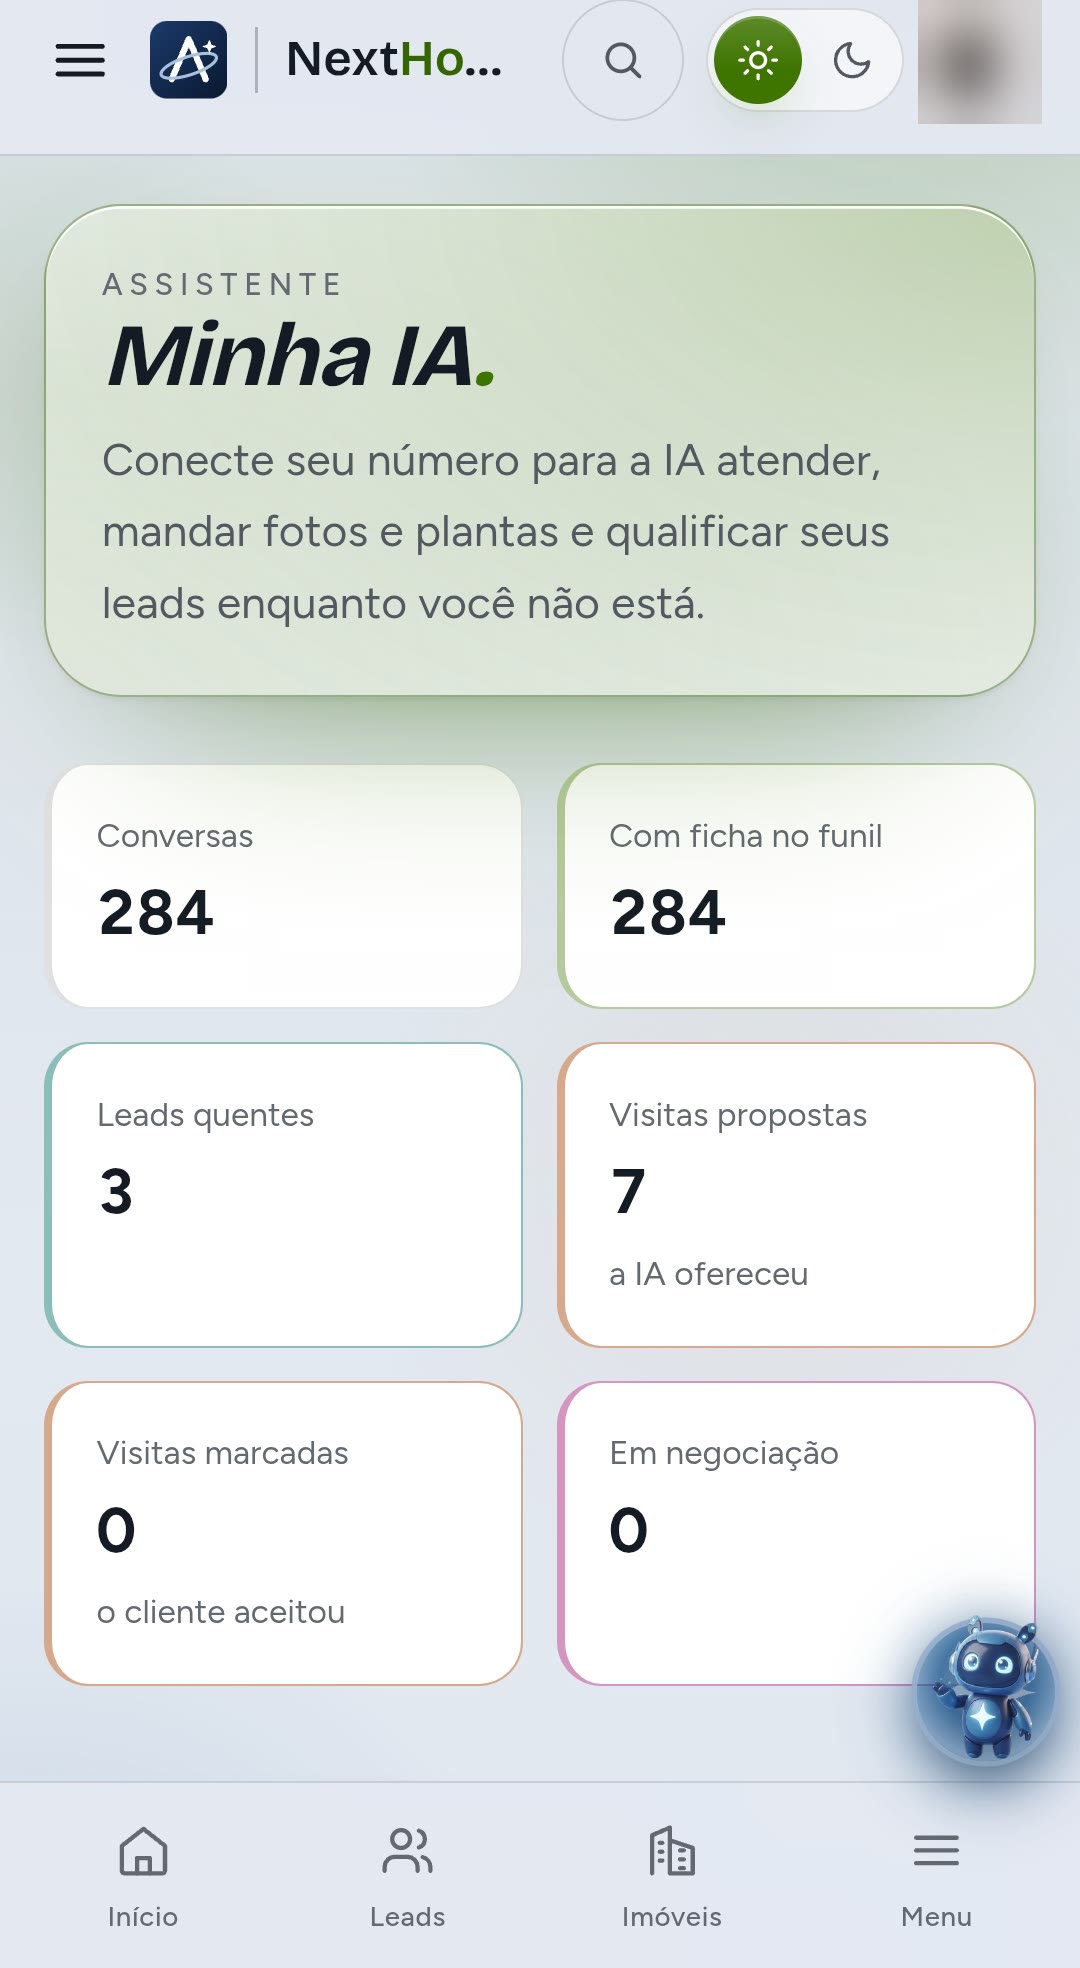 NextHo...
ASSISTENTE
Minha IA.
Conecte seu número para a IA atender,
mandar fotos e plantas e qualificar seus
leads enquanto você não está.
Conversas
284
Com ficha no funil
284
Leads quentes
3
Visitas propostas
7
a IA ofereceu
Visitas marcadas
0
o cliente aceitou
Em negociação
0
Início
Leads
Imóveis
Menu